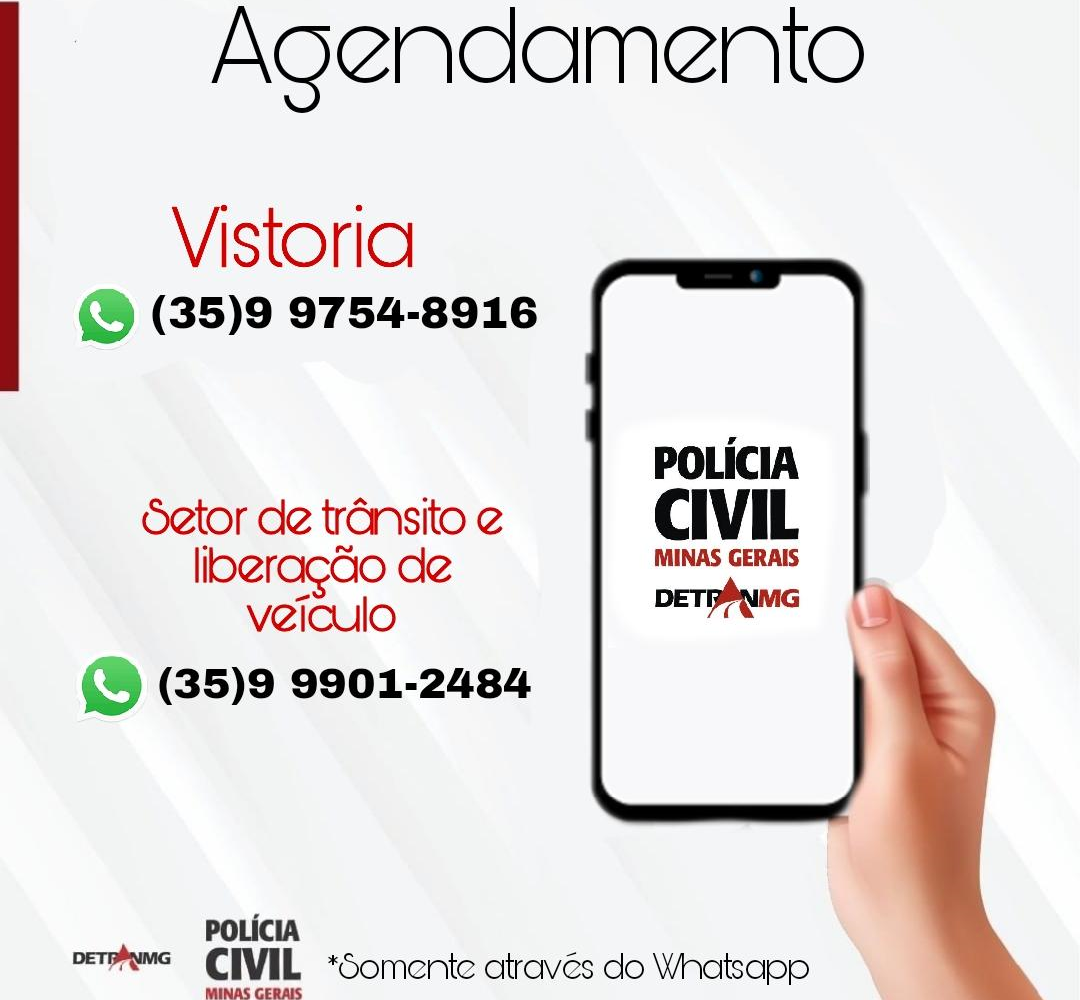 Agendamento
Vistoria
(35)9 9754-8916
Setor de trânsito e
liberação de
veículo
(35)9 9901-2484
POLÍCIA
CIVIL
MINAS GERAIS
DETRANMG
DETRANMG
POLÍCIA
CIVIL
MINAS GERAIS
*Somente através do Whatsapp